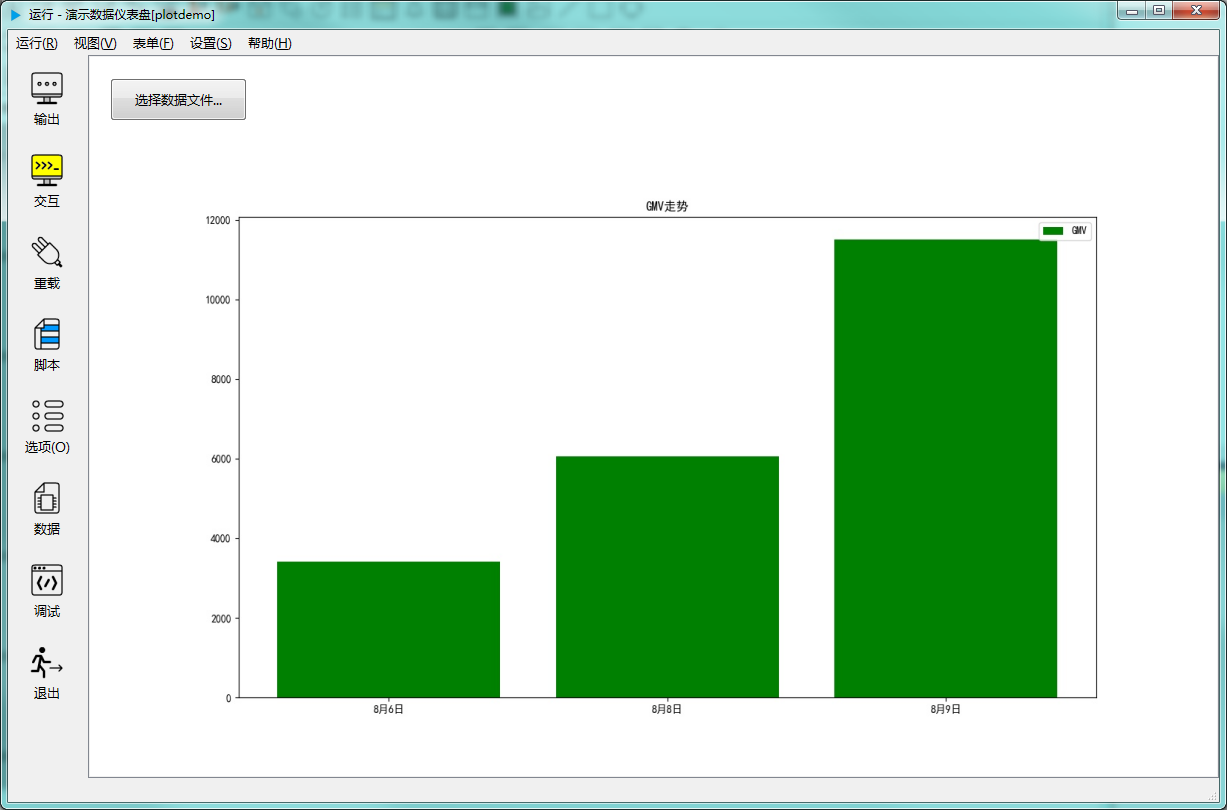 运行 - 演示数据仪表盘[plotdemo]
运行(R) 视图(V) 表单(F) 设置(S) 帮助(H)
输出
交互
重载
脚本
选项(O)
数据
调试
退出
选择数据文件...
GMV走势
GMV
12000
10000
8000
6000
4000
2000
0
8月6日 8月8日 8月9日